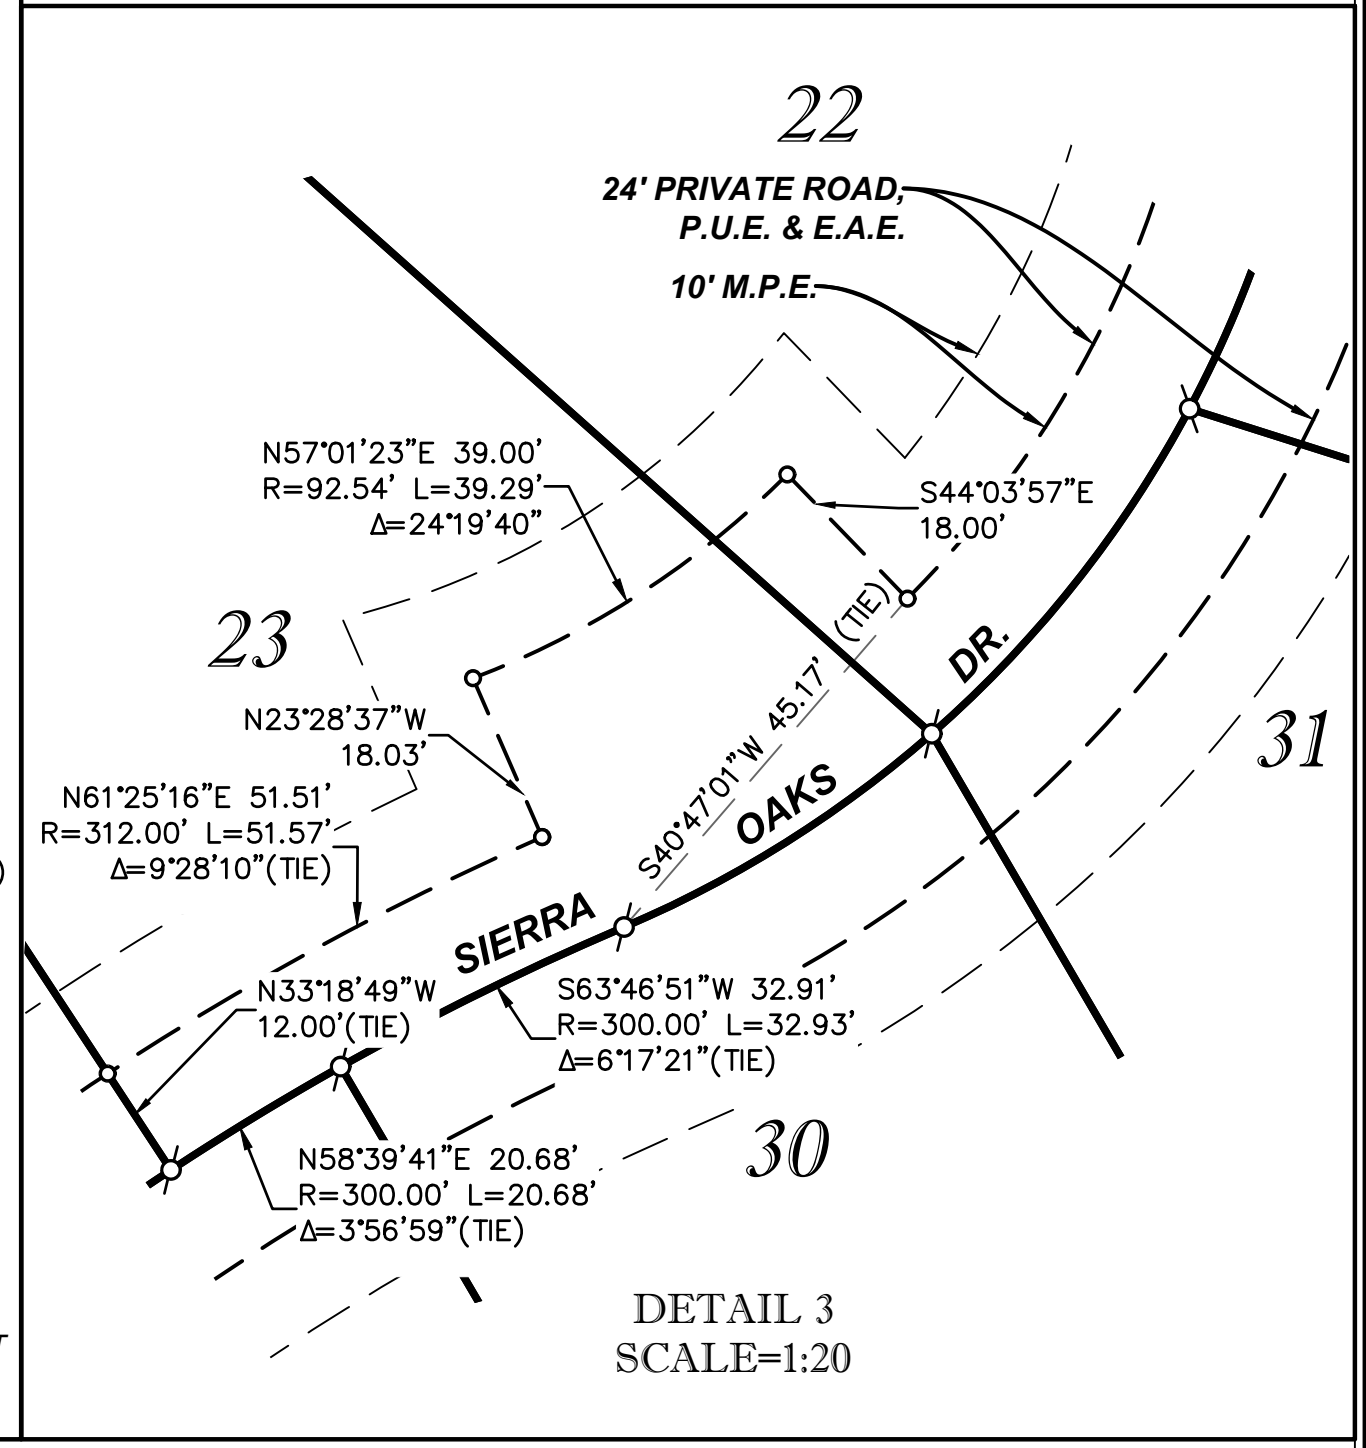 22
24' PRIVATE ROAD,
P.U.E. & E.A.E.
10' M.P.E.
N57°01'23"E 39.00'
R=92.54' L=39.29'
Δ=24°19'40"
S44°03'57"E
18.00'
23
(TIE)
S40°47'01"W 45.17'
N23°28'37"W
18.03'
SIERRA OAKS DR.
31
N61°25'16"E 51.51'
R=312.00' L=51.57'
Δ=9°28'10"(TIE)
N33°18'49"W
12.00'(TIE)
S63°46'51"W 32.91'
R=300.00' L=32.93'
Δ=6°17'21"(TIE)
30
N58°39'41"E 20.68'
R=300.00' L=20.68'
Δ=3°56'59"(TIE)
DETAIL 3
SCALE=1:20